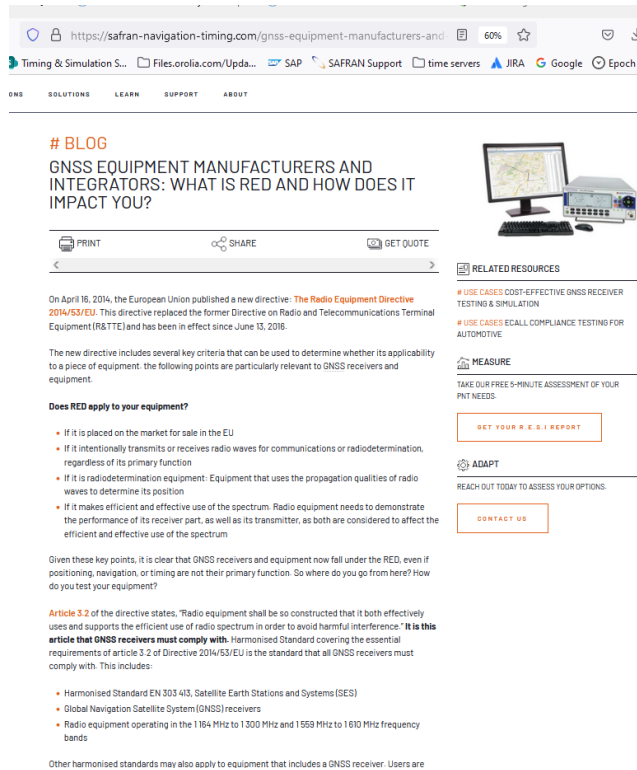 https://safran-navigation-timing.com/gnss-equipment-manufacturers-and-
60%
Timing & Simulation S...
Files.orolia.com/Upda...
SAP
SAFRAN Support
time servers
JIRA
Google
Epoch
ONS
SOLUTIONS
LEARN
SUPPORT
ABOUT
# BLOG
GNSS EQUIPMENT MANUFACTURERS AND
INTEGRATORS: WHAT IS RED AND HOW DOES IT
IMPACT YOU?
PRINT
SHARE
GET QUOTE
On April 16, 2014, the European Union published a new directive: The Radio Equipment Directive
2014/53/EU. This directive replaced the former Directive on Radio and Telecommunications Terminal
Equipment (R&TTE) and has been in effect since June 13, 2016.
The new directive includes several key criteria that can be used to determine whether its applicability
to a piece of equipment. the following points are particularly relevant to GNSS receivers and
equipment.
Does RED apply to your equipment?
• If it is placed on the market for sale in the EU
• If it intentionally transmits or receives radio waves for communications or radiodetermination,
regardless of its primary function
• If it is radiodetermination equipment: Equipment that uses the propagation qualities of radio
waves to determine its position
• If it makes efficient and effective use of the spectrum. Radio equipment needs to demonstrate
the performance of its receiver part, as well as its transmitter, as both are considered to affect the
efficient and effective use of the spectrum
Given these key points, it is clear that GNSS receivers and equipment now fall under the RED, even if
positioning, navigation, or timing are not their primary function. So where do you go from here? How
do you test your equipment?
Article 3.2 of the directive states, "Radio equipment shall be so constructed that it both effectively
uses and supports the efficient use of radio spectrum in order to avoid harmful interference." It is this
article that GNSS receivers must comply with. Harmonised Standard covering the essential
requirements of article 3.2 of Directive 2014/53/EU is the standard that all GNSS receivers must
comply with. This includes:
• Harmonised Standard EN 303 413, Satellite Earth Stations and Systems (SES)
• Global Navigation Satellite System (GNSS) receivers
• Radio equipment operating in the 1164 MHz to 1300 MHz and 1559 MHz to 1610 MHz frequency
bands
Other harmonised standards may also apply to equipment that includes a GNSS receiver. Users are
RELATED RESOURCES
# USE CASES COST-EFFECTIVE GNSS RECEIVER
TESTING & SIMULATION
# USE CASES ECALL COMPLIANCE TESTING FOR
AUTOMOTIVE
MEASURE
TAKE OUR FREE 5-MINUTE ASSESSMENT OF YOUR
PNT NEEDS.
GET YOUR R.E.S.I REPORT
ADAPT
REACH OUT TODAY TO ASSESS YOUR OPTIONS.
CONTACT US